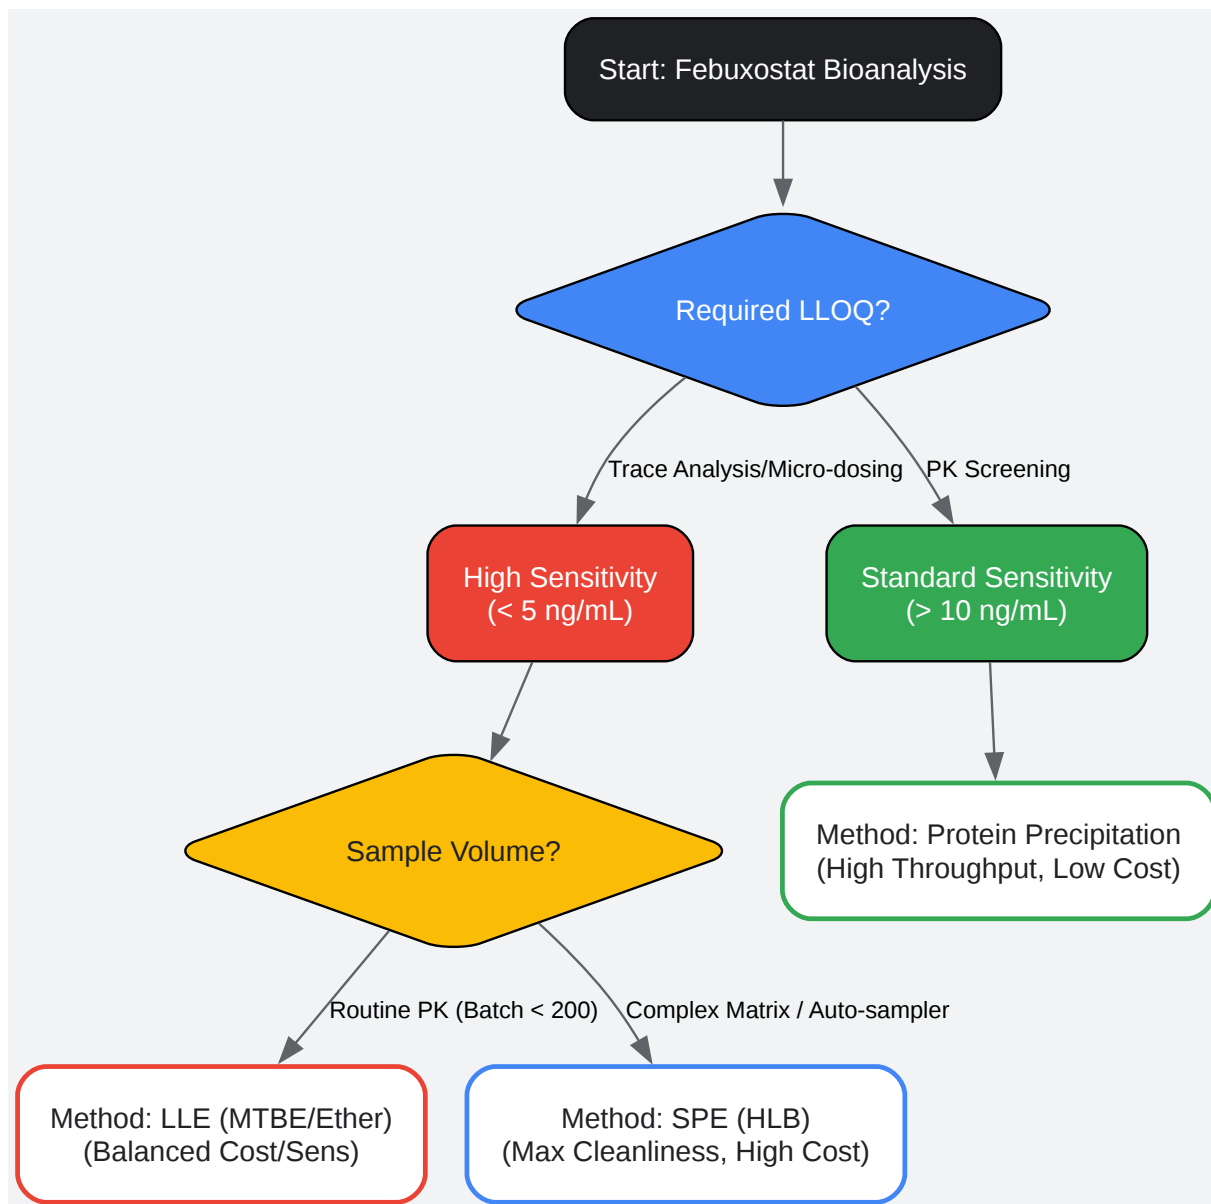 Start: Febuxostat Bioanalysis
Required LLOQ?
Trace Analysis/Micro-dosing
PK Screening
High Sensitivity
(< 5 ng/mL)
Standard Sensitivity
(> 10 ng/mL)
Sample Volume?
Method: Protein Precipitation
(High Throughput, Low Cost)
Routine PK (Batch < 200)
Complex Matrix / Auto-sampler
Method: LLE (MTBE/Ether)
(Balanced Cost/Sens)
Method: SPE (HLB)
(Max Cleanliness, High Cost)